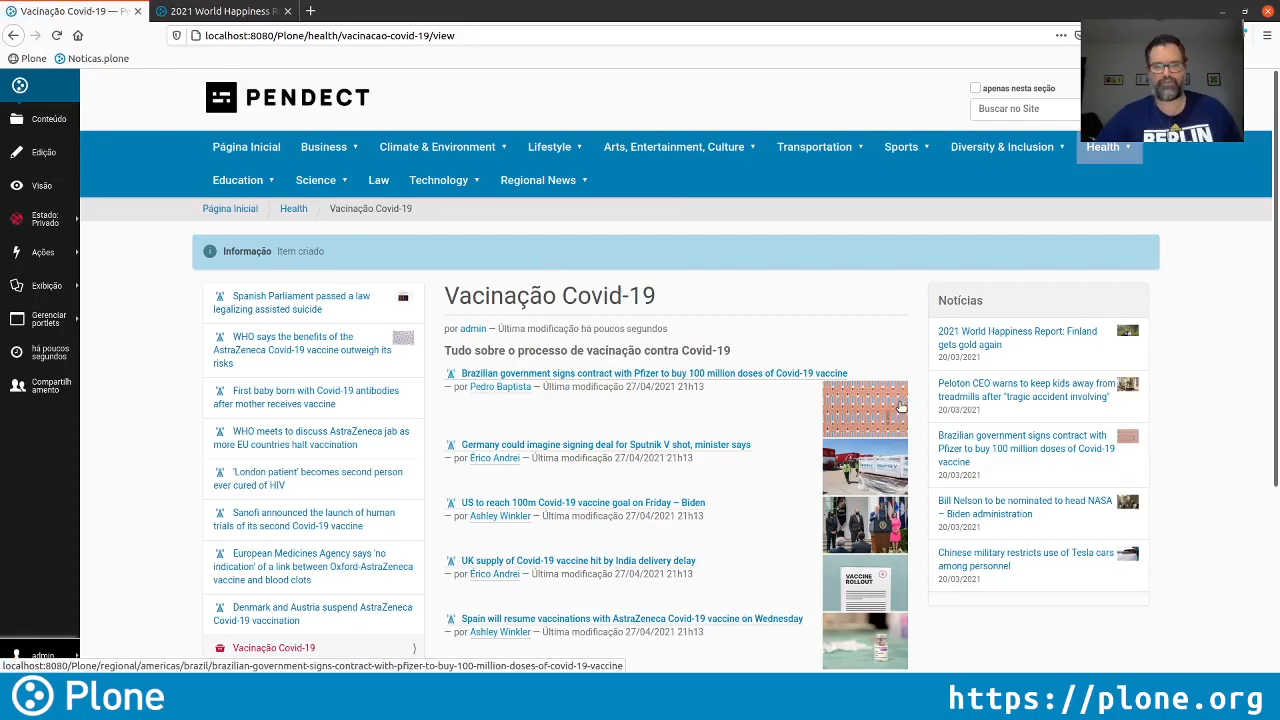 Vacinação Covid-19 — P
2021 World Happiness R
localhost:8080/Plone/health/vacinacao-covid-19/view
Plone
Noticas.plone
Conteúdo
Edição
Visão
Estado:
Privado
Ações
Exibição
Gerenciar
portlets
há poucos
segundos
Compartilh
amento
admin
PENDECT
apenas nesta seção
Buscar no Site
BERLIN
Página Inicial
Business
Climate & Environment
Lifestyle
Arts, Entertainment, Culture
Transportation
Sports
Diversity & Inclusion
Health
Education
Science
Law
Technology
Regional News
Página Inicial
Health
Vacinação Covid-19
Informação Item criado
Spanish Parliament passed a law
legalizing assisted suicide
WHO says the benefits of the
AstraZeneca Covid-19 vaccine outweigh its
risks
First baby born with Covid-19 antibodies
after mother receives vaccine
WHO meets to discuss AstraZeneca jab as
more EU countries halt vaccination
'London patient' becomes second person
ever cured of HIV
Sanofi announced the launch of human
trials of its second Covid-19 vaccine
European Medicines Agency says 'no
indication' of a link between Oxford-AstraZeneca
vaccine and blood clots
Denmark and Austria suspend AstraZeneca
Covid-19 vaccination
Vacinação Covid-19
Vacinação Covid-19
por admin — Última modificação há poucos segundos
Tudo sobre o processo de vacinação contra Covid-19
Brazilian government signs contract with Pfizer to buy 100 million doses of Covid-19 vaccine
— por Pedro Baptista — Última modificação 27/04/2021 21h13
Germany could imagine signing deal for Sputnik V shot, minister says
— por Érico Andrei — Última modificação 27/04/2021 21h13
US to reach 100m Covid-19 vaccine goal on Friday – Biden
— por Ashley Winkler — Última modificação 27/04/2021 21h13
UK supply of Covid-19 vaccine hit by India delivery delay
— por Érico Andrei — Última modificação 27/04/2021 21h13
VACCINE
ROLLOUT
Spain will resume vaccinations with AstraZeneca Covid-19 vaccine on Wednesday
— por Ashley Winkler — Última modificação 27/04/2021 21h13
Notícias
2021 World Happiness Report: Finland
gets gold again
20/03/2021
Peloton CEO warns to keep kids away from
treadmills after "tragic accident involving"
20/03/2021
Brazilian government signs contract with
Pfizer to buy 100 million doses of Covid-19
vaccine
20/03/2021
Bill Nelson to be nominated to head NASA
– Biden administration
20/03/2021
Chinese military restricts use of Tesla cars
among personnel
20/03/2021
localhost:8080/Plone/regional/americas/brazil/brazilian-government-signs-contract-with-pfizer-to-buy-100-million-doses-of-covid-19-vaccine
Plone
https://plone.org